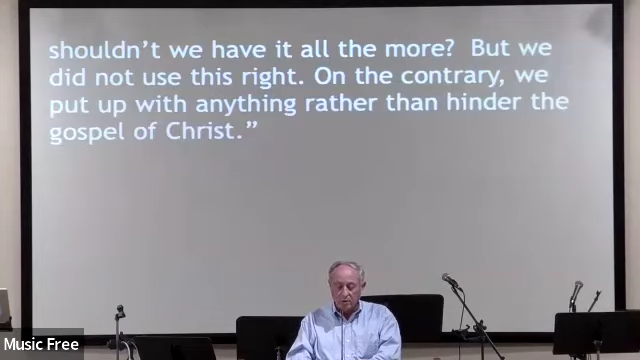 shouldn't we have it all the more?  But we
did not use this right. On the contrary, we
put up with anything rather than hinder the
gospel of Christ.”
Music Free